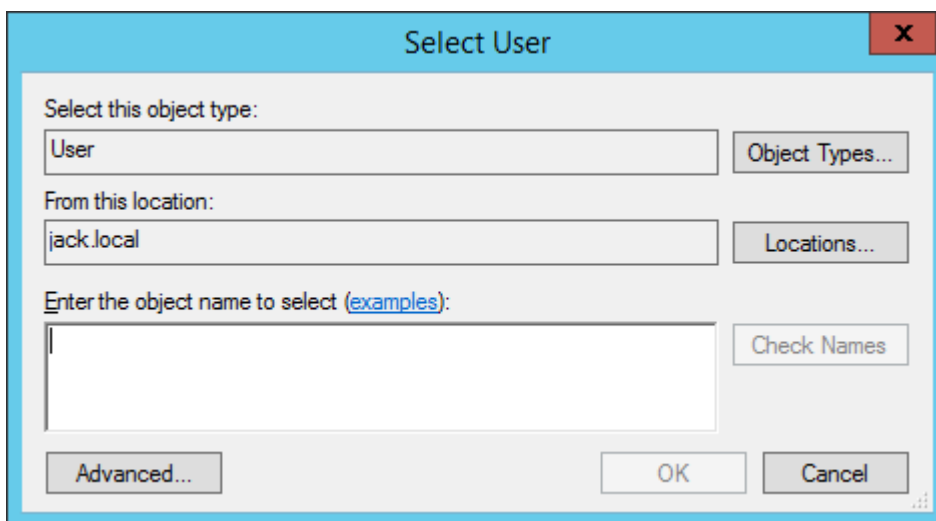 Select User
x
Select this object type:
User
Object Types...
From this location:
jack.local
Locations...
Enter the object name to select (examples):
Check Names
Advanced...
OK
Cancel